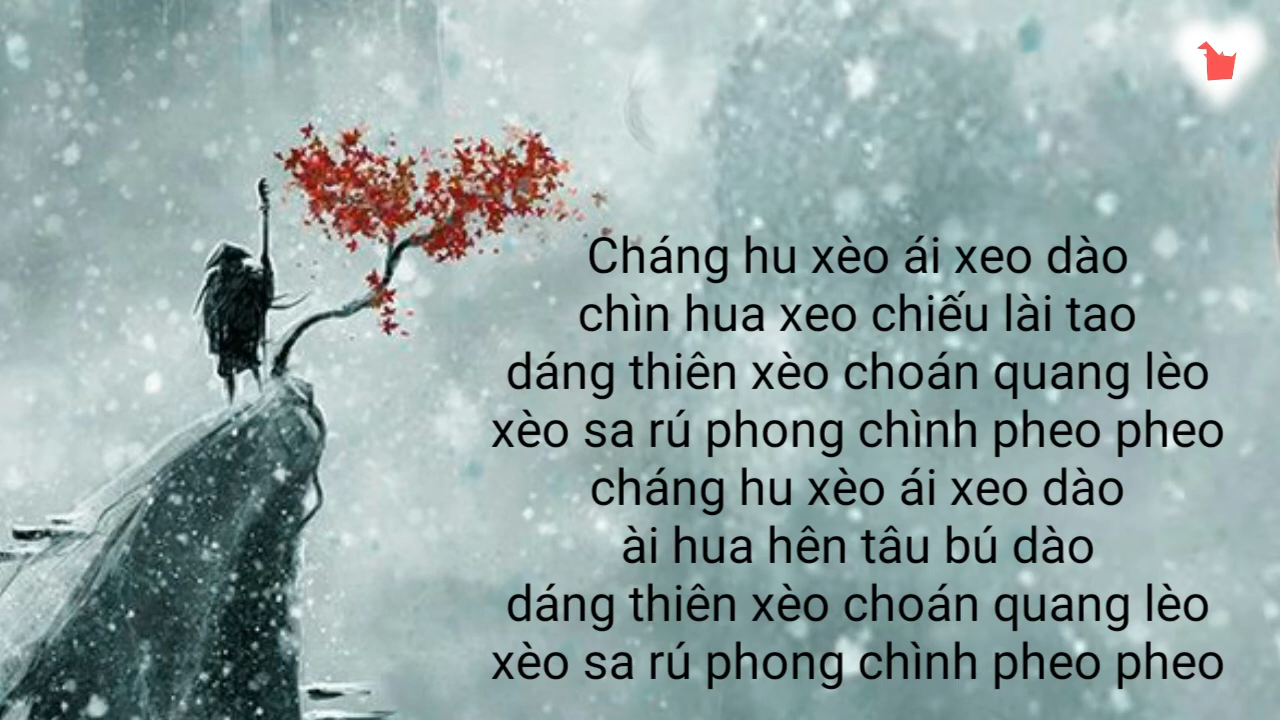 Cháng hu xèo ái xeo dào
chìn hua xeo chiếu lài tao
dáng thiên xèo choán quang lèo
xèo sa rú phong chình pheo pheo
cháng hu xèo ái xeo dào
ài hua hên tâu bú dào
dáng thiên xèo choán quang lèo
xèo sa rú phong chình pheo pheo